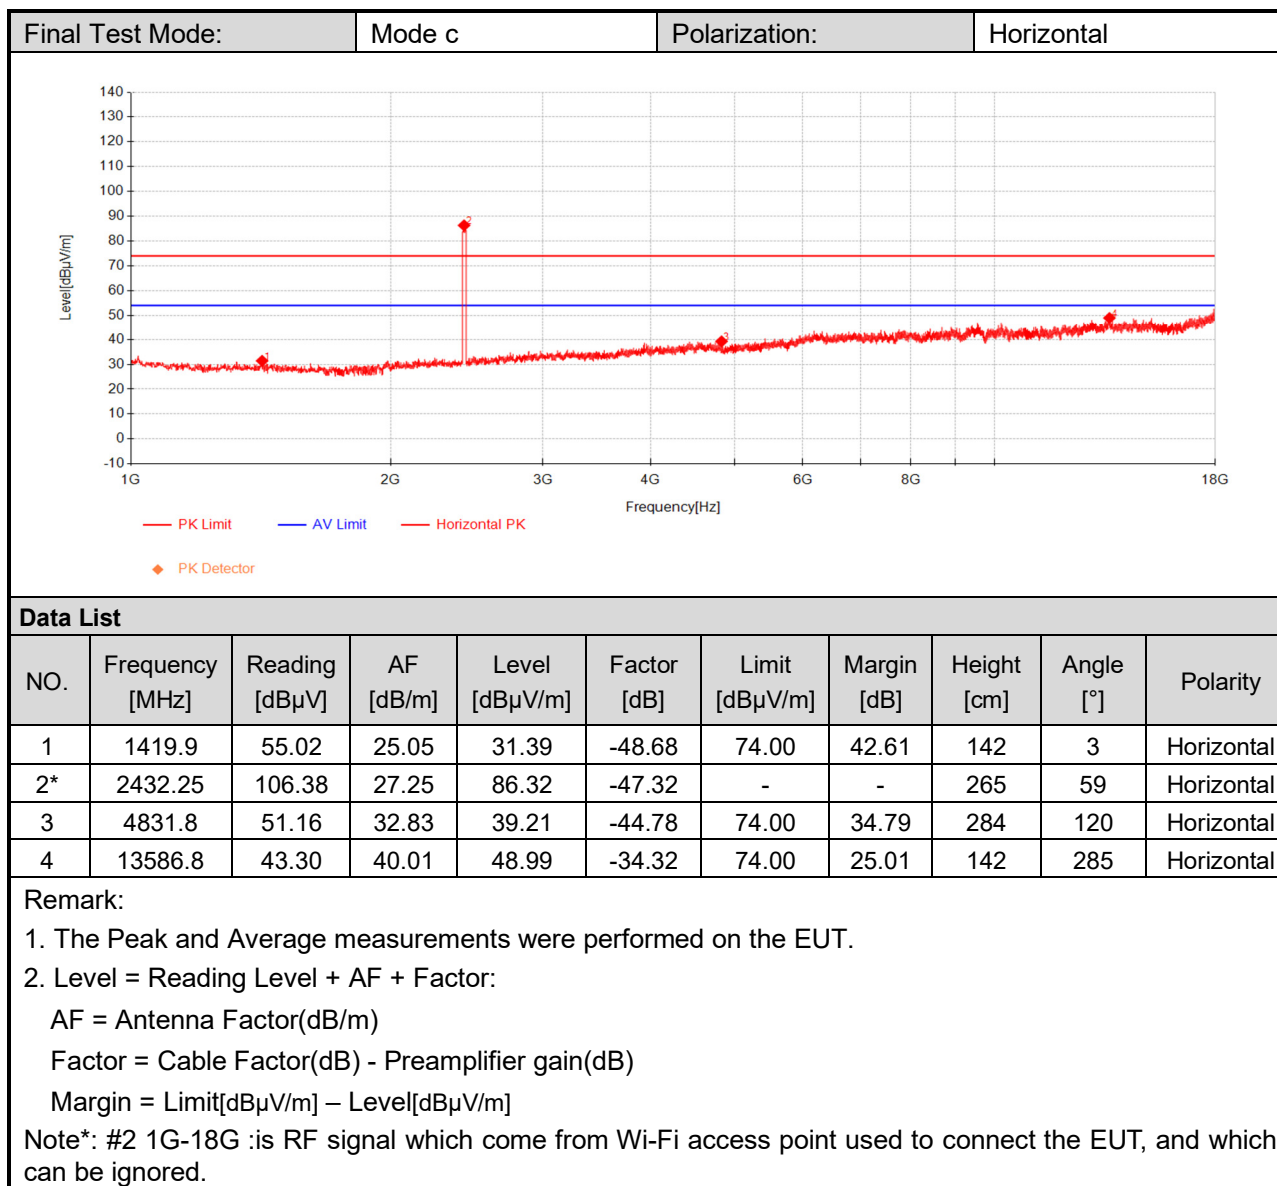 Final Test Mode: Mode c Polarization: Horizontal
140
130
120
110
100
90
80
70
60
50
40
30
20
10
0
-10
Level[dBµV/m]
1
2
3
4
1G 2G 3G 4G 6G 8G 18G
Frequency[Hz]
PK Limit AV Limit Horizontal PK
PK Detector
Data List
NO. Frequency [MHz] Reading [dBµV] AF [dB/m] Level [dBµV/m] Factor [dB] Limit [dBµV/m] Margin [dB] Height [cm] Angle [°] Polarity
1 1419.9 55.02 25.05 31.39 -48.68 74.00 42.61 142 3 Horizontal
2* 2432.25 106.38 27.25 86.32 -47.32 - - 265 59 Horizontal
3 4831.8 51.16 32.83 39.21 -44.78 74.00 34.79 284 120 Horizontal
4 13586.8 43.30 40.01 48.99 -34.32 74.00 25.01 142 285 Horizontal
Remark:
1. The Peak and Average measurements were performed on the EUT.
2. Level = Reading Level + AF + Factor:
AF = Antenna Factor(dB/m)
Factor = Cable Factor(dB) - Preamplifier gain(dB)
Margin = Limit[dBµV/m] – Level[dBµV/m]
Note*: #2 1G-18G :is RF signal which come from Wi-Fi access point used to connect the EUT, and which
can be ignored.